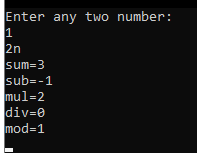 Enter any two number:
1
2n
sum=3
sub=-1
mul=2
div=0
mod=1